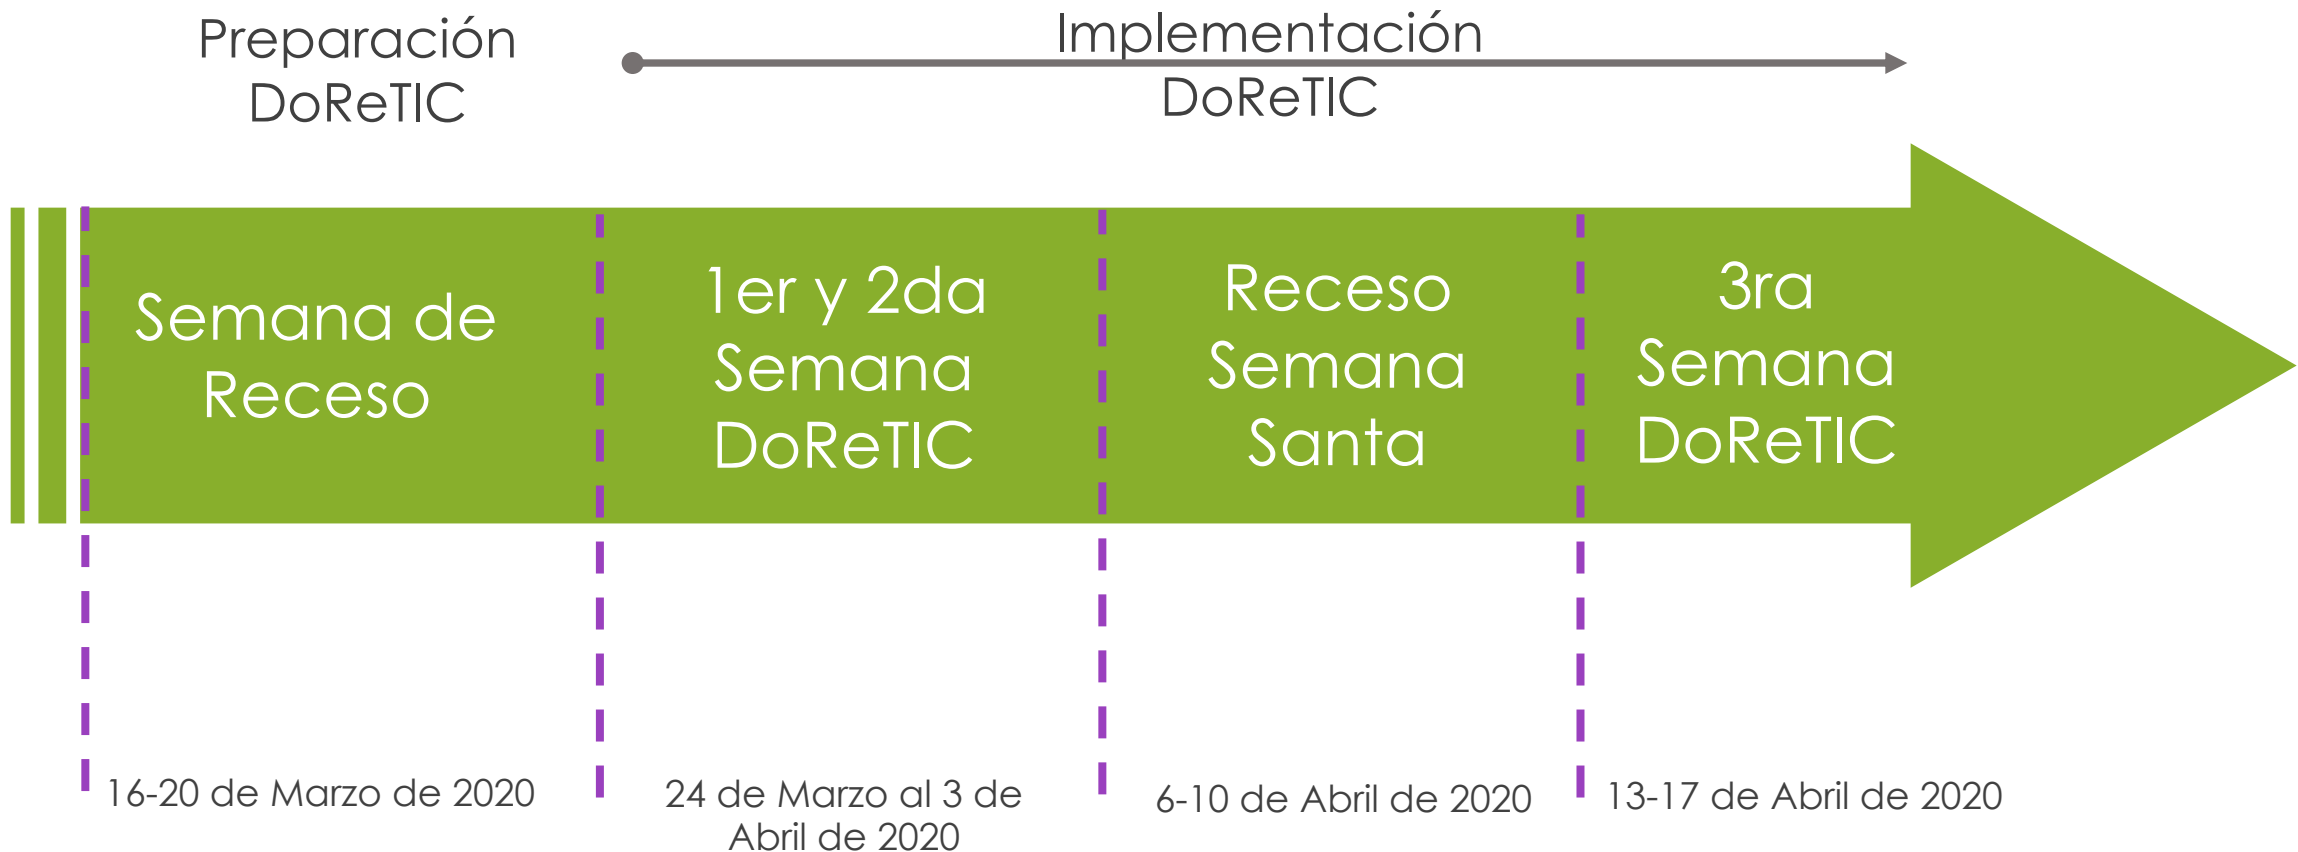 Preparación
DoReTIC
Implementación
DoReTIC
Semana de
Receso
1er y 2da
Semana
DoReTIC
Receso
Semana
Santa
3ra
Semana
DoReTIC
16-20 de Marzo de 2020
24 de Marzo al 3 de
Abril de 2020
6-10 de Abril de 2020
13-17 de Abril de 2020